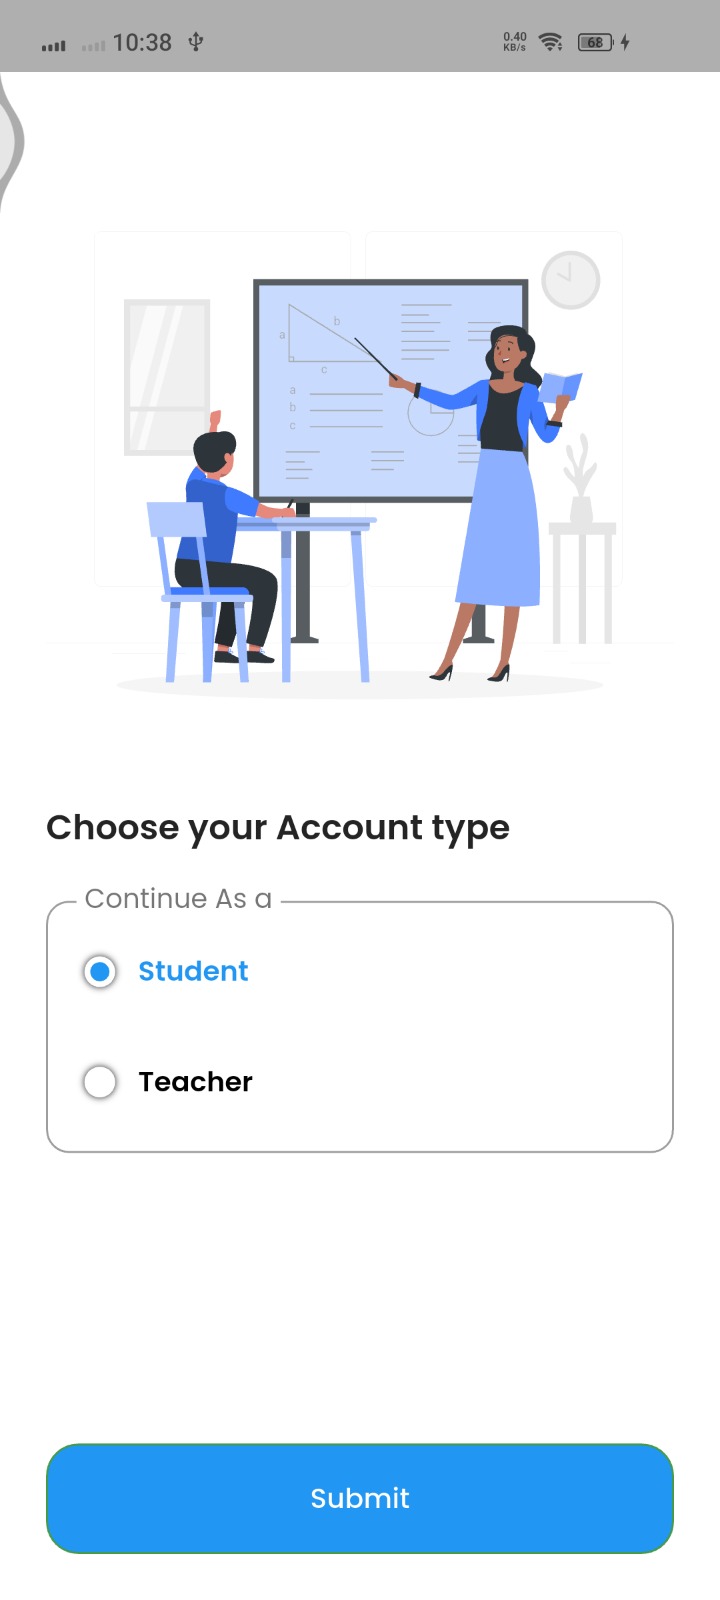 10:38
0.40
KB/s
68
a
b
c
a
b
c
Choose your Account type
Continue As a
Student
Teacher
Submit